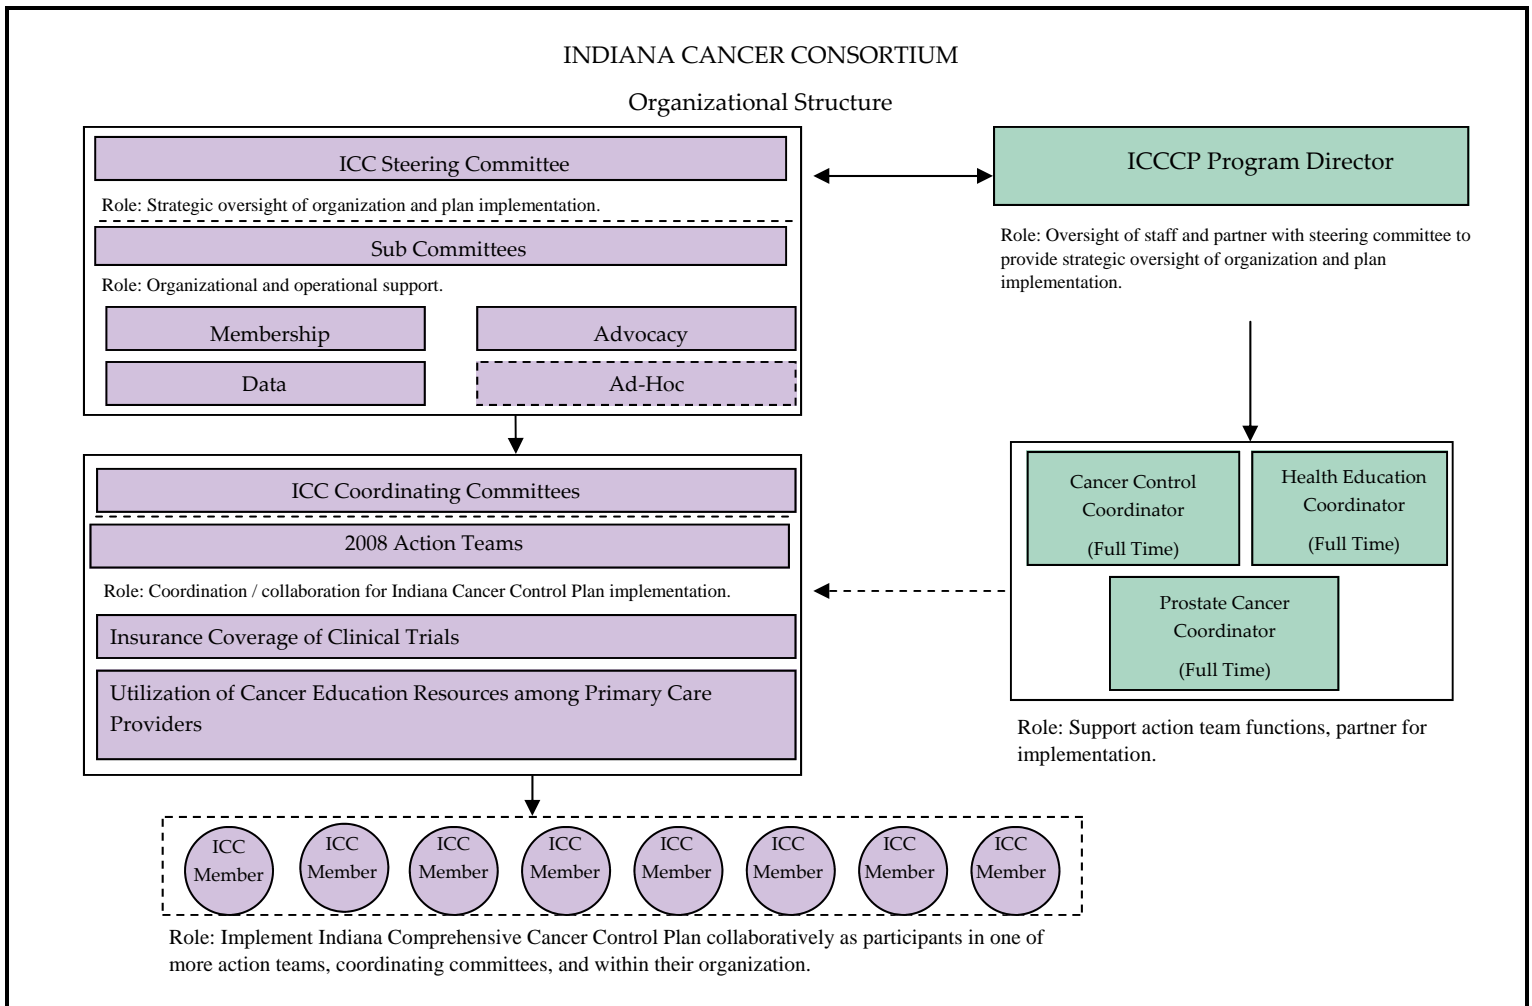 INDIANA CANCER CONSORTIUM
Organizational Structure
ICC Steering Committee
Role: Strategic oversight of organization and plan implementation.
Sub Committees
Role: Organizational and operational support.
Membership
Advocacy
Data
Ad-Hoc
ICCCP Program Director
Role: Oversight of staff and partner with steering committee to
provide strategic oversight of organization and plan
implementation.
ICC Coordinating Committees
2008 Action Teams
Role: Coordination / collaboration for Indiana Cancer Control Plan implementation.
Insurance Coverage of Clinical Trials
Utilization of Cancer Education Resources among Primary Care
Providers
Cancer Control
Coordinator
(Full Time)
Health Education
Coordinator
(Full Time)
Prostate Cancer
Coordinator
(Full Time)
Role: Support action team functions, partner for
implementation.
ICC
Member
ICC
Member
ICC
Member
ICC
Member
ICC
Member
ICC
Member
ICC
Member
ICC
Member
Role: Implement Indiana Comprehensive Cancer Control Plan collaboratively as participants in one of
more action teams, coordinating committees, and within their organization.